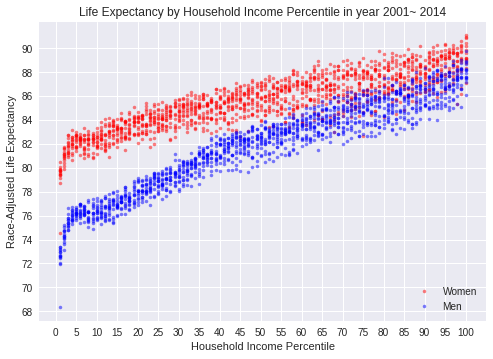 Life Expectancy by Household Income Percentile in year 2001~ 2014
Race-Adjusted Life Expectancy
90
88
86
84
82
80
78
76
74
72
70
68
0 5 10 15 20 25 30 35 40 45 50 55 60 65 70 75 80 85 90 95 100
Household Income Percentile
Women
Men